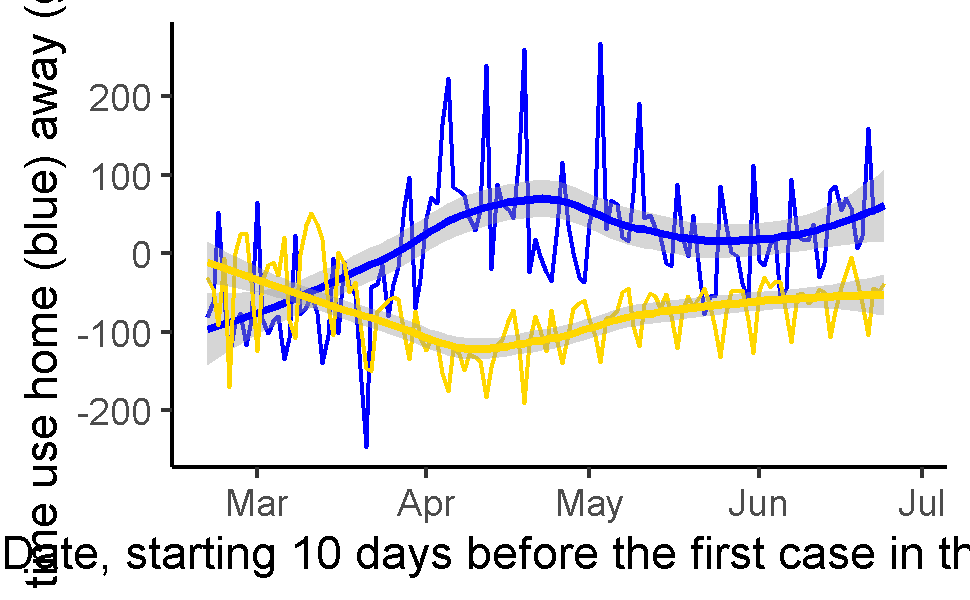 time use home (blue) away (
200
100
0
-100
-200
Mar Apr May Jun Jul
Date, starting 10 days before the first case in th